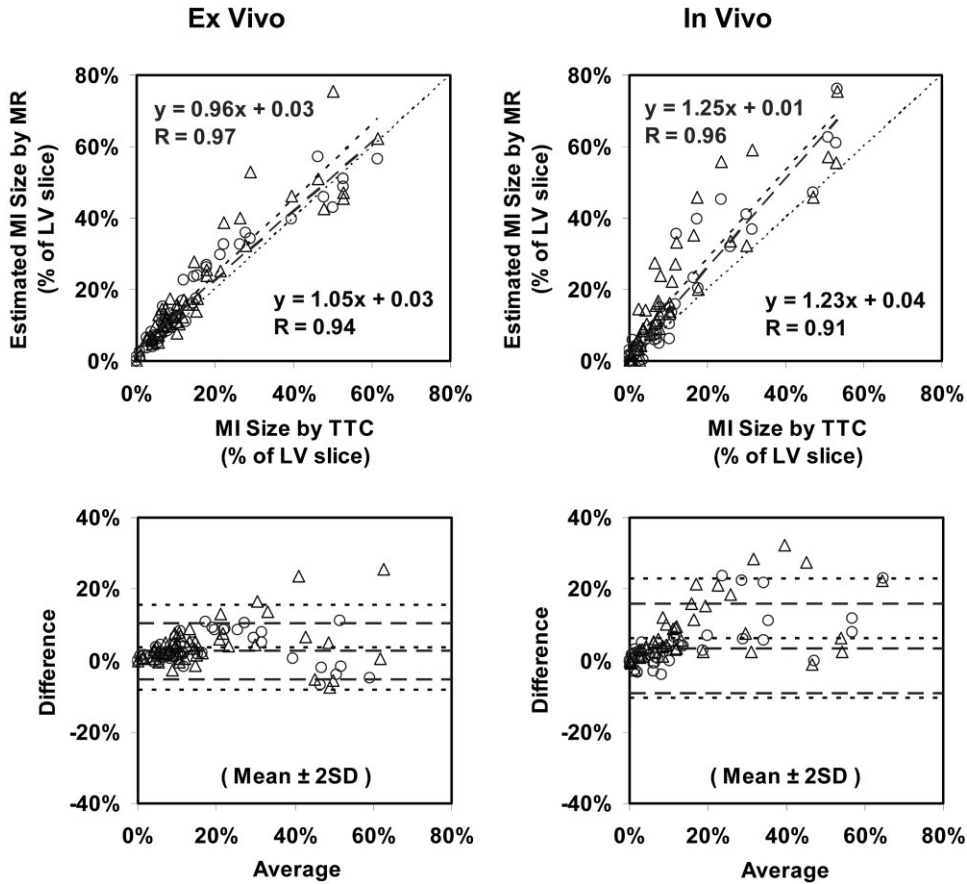 Ex Vivo
In Vivo
80%
60%
40%
20%
0%
Estimated MI Size by MR
(% of LV slice)
y = 0.96x + 0.03
R = 0.97
y = 1.05x + 0.03
R = 0.94
0% 20% 40% 60% 80%
MI Size by TTC
(% of LV slice)
80%
60%
40%
20%
0%
Estimated MI Size by MR
(% of LV slice)
y = 1.25x + 0.01
R = 0.96
y = 1.23x + 0.04
R = 0.91
0% 20% 40% 60% 80%
MI Size by TTC
(% of LV slice)
40%
20%
0%
-20%
-40%
Difference
( Mean ± 2SD )
0% 20% 40% 60% 80%
Average
40%
20%
0%
-20%
-40%
Difference
( Mean ± 2SD )
0% 20% 40% 60% 80%
Average